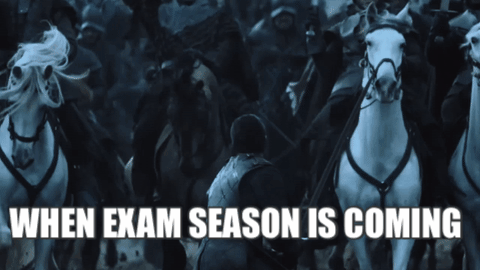 WHEN EXAM SEASON IS COMING